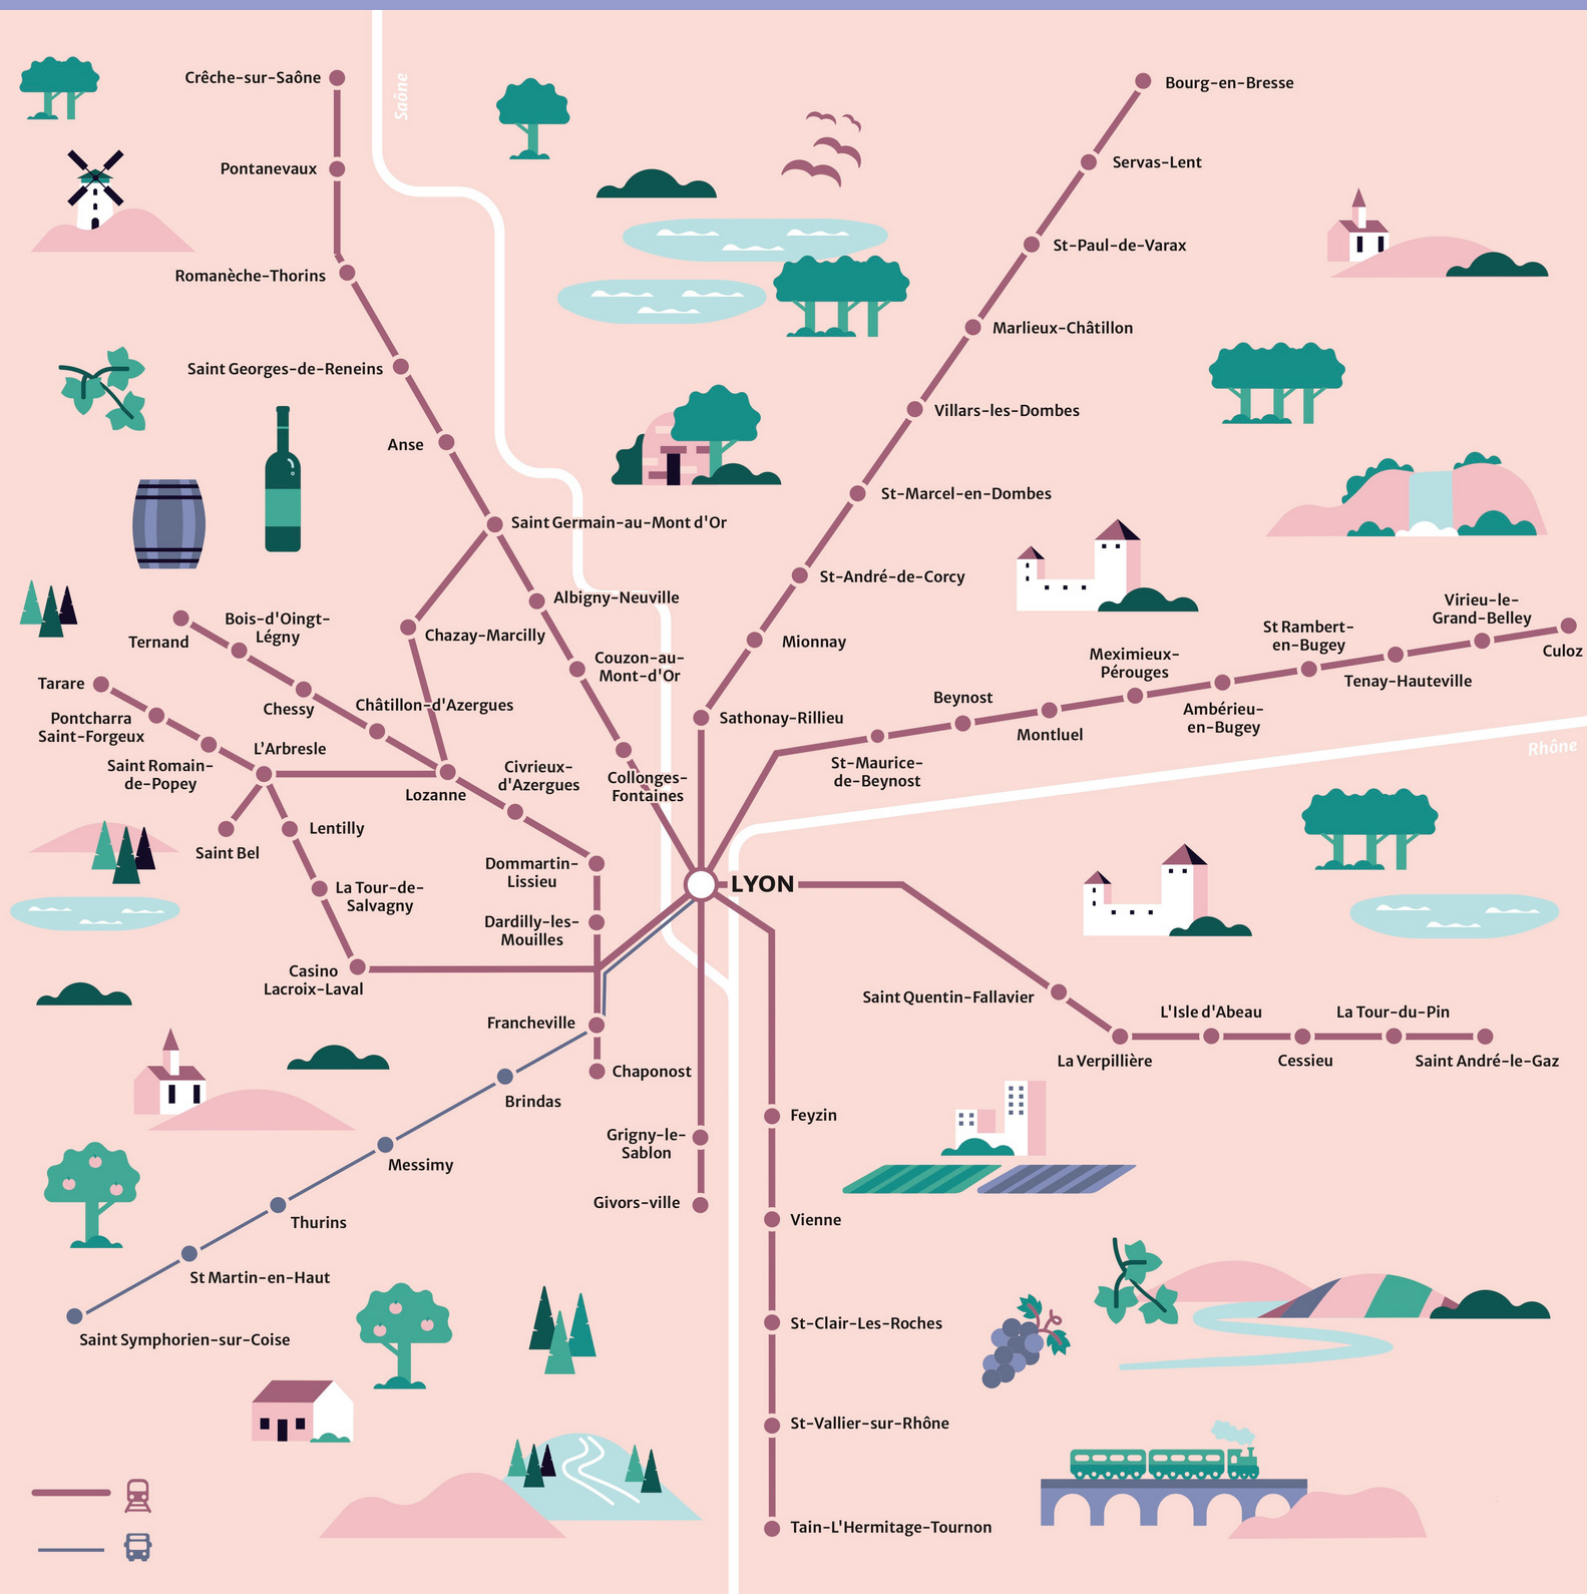 Crêche-sur-Saône
Saône
Bourg-en-Bresse
Pontanevaux
Servas-Lent
Romanèche-Thorins
St-Paul-de-Varax
Marlieux-Châtillon
Saint Georges-de-Reneins
Villars-les-Dombes
Anse
St-Marcel-en-Dombes
Saint Germain-au-Mont d'Or
St-André-de-Corcy
Albigny-Neuville
Virieu-le-
Grand-Belley
Bois-d'Oingt-
Légny
Ternand
Chazay-Marcilly
Mionnay
St Rambert-
en-Bugey
Culoz
Couzon-au-
Mont-d'Or
Meximieux-
Pérouges
Tenay-Hauteville
Tarare
Chessy
Châtillon-d'Azergues
Beynost
Pontcharra
Saint-Forgeux
Sathonay-Rillieu
Montluel
Ambérieu-
en-Bugey
L'Arbresle
Rhône
Saint Romain-
de-Popey
Civrieux-
d'Azergues
Collonges-
Fontaines
St-Maurice-
de-Beynost
Lozanne
Lentilly
Saint Bel
Dommartin-
Lissieu
LYON
La Tour-de-
Salvagny
Dardilly-les-
Mouilles
Casino
Lacroix-Laval
Saint Quentin-Fallavier
Francheville
L'Isle d'Abeau
La Tour-du-Pin
La Verpillière
Cessieu
Saint André-le-Gaz
Chaponost
Brindas
Feyzin
Grigny-le-
Sablon
Messimy
Givors-ville
Thurins
Vienne
St Martin-en-Haut
St-Clair-Les-Roches
Saint Symphorien-sur-Coise
St-Vallier-sur-Rhône
Tain-L'Hermitage-Tournon